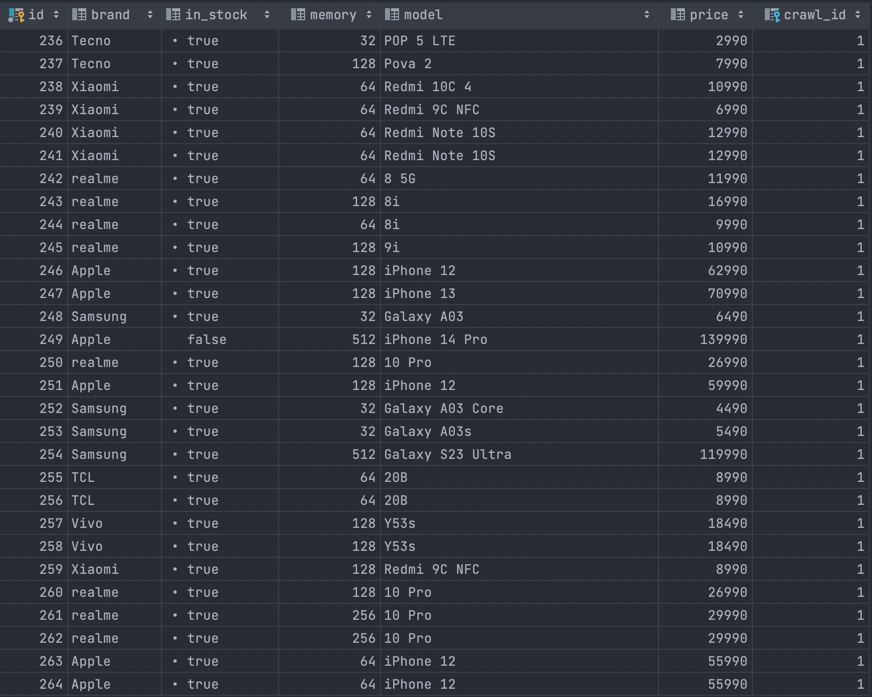 id brand in_stock memory model price crawl_id
236 Tecno • true 32 POP 5 LTE 2990 1
237 Tecno • true 128 Pova 2 7990 1
238 Xiaomi • true 64 Redmi 10C 4 10990 1
239 Xiaomi • true 64 Redmi 9C NFC 6990 1
240 Xiaomi • true 64 Redmi Note 10S 12990 1
241 Xiaomi • true 64 Redmi Note 10S 12990 1
242 realme • true 64 8 5G 11990 1
243 realme • true 128 8i 16990 1
244 realme • true 64 8i 9990 1
245 realme • true 128 9i 10990 1
246 Apple • true 128 iPhone 12 62990 1
247 Apple • true 128 iPhone 13 70990 1
248 Samsung • true 32 Galaxy A03 6490 1
249 Apple false 512 iPhone 14 Pro 139990 1
250 realme • true 128 10 Pro 26990 1
251 Apple • true 128 iPhone 12 59990 1
252 Samsung • true 32 Galaxy A03 Core 4490 1
253 Samsung • true 32 Galaxy A03s 5490 1
254 Samsung • true 512 Galaxy S23 Ultra 119990 1
255 TCL • true 64 20B 8990 1
256 TCL • true 64 20B 8990 1
257 Vivo • true 128 Y53s 18490 1
258 Vivo • true 128 Y53s 18490 1
259 Xiaomi • true 128 Redmi 9C NFC 8990 1
260 realme • true 128 10 Pro 26990 1
261 realme • true 256 10 Pro 29990 1
262 realme • true 256 10 Pro 29990 1
263 Apple • true 64 iPhone 12 55990 1
264 Apple • true 64 iPhone 12 55990 1